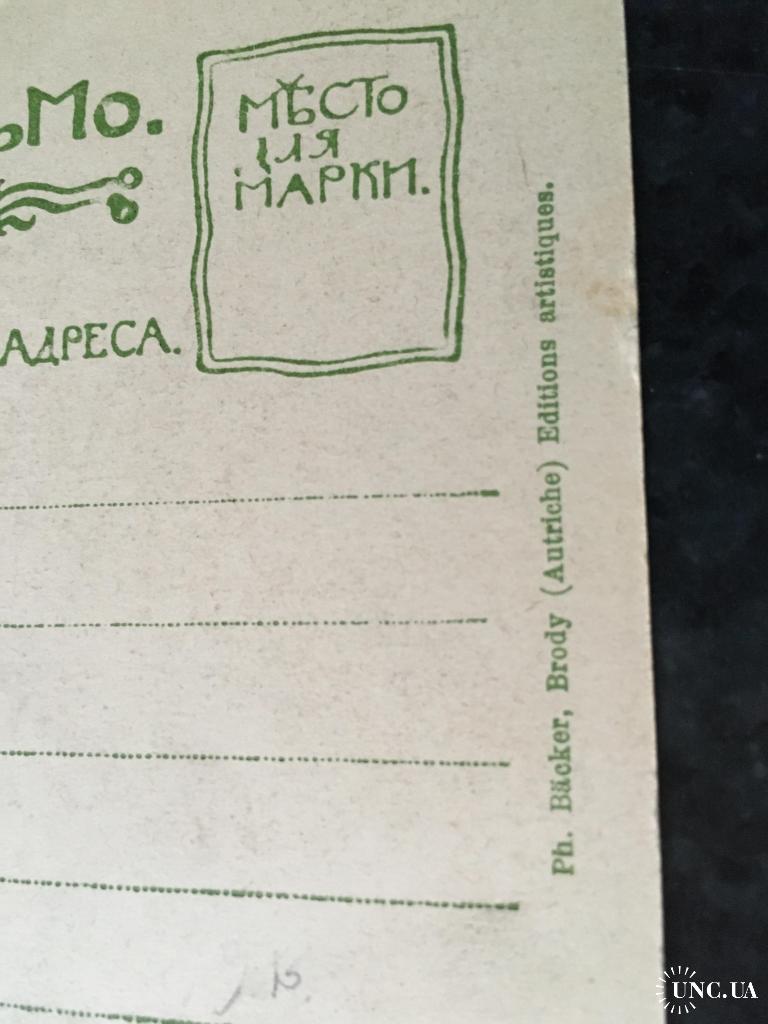 ьмо.
МѢСТО
ДЛЯ
МАРКИ.
АДРЕСА.
Ph. Bäcker, Brody (Autriche) Editions artistiques.
UNC.UA